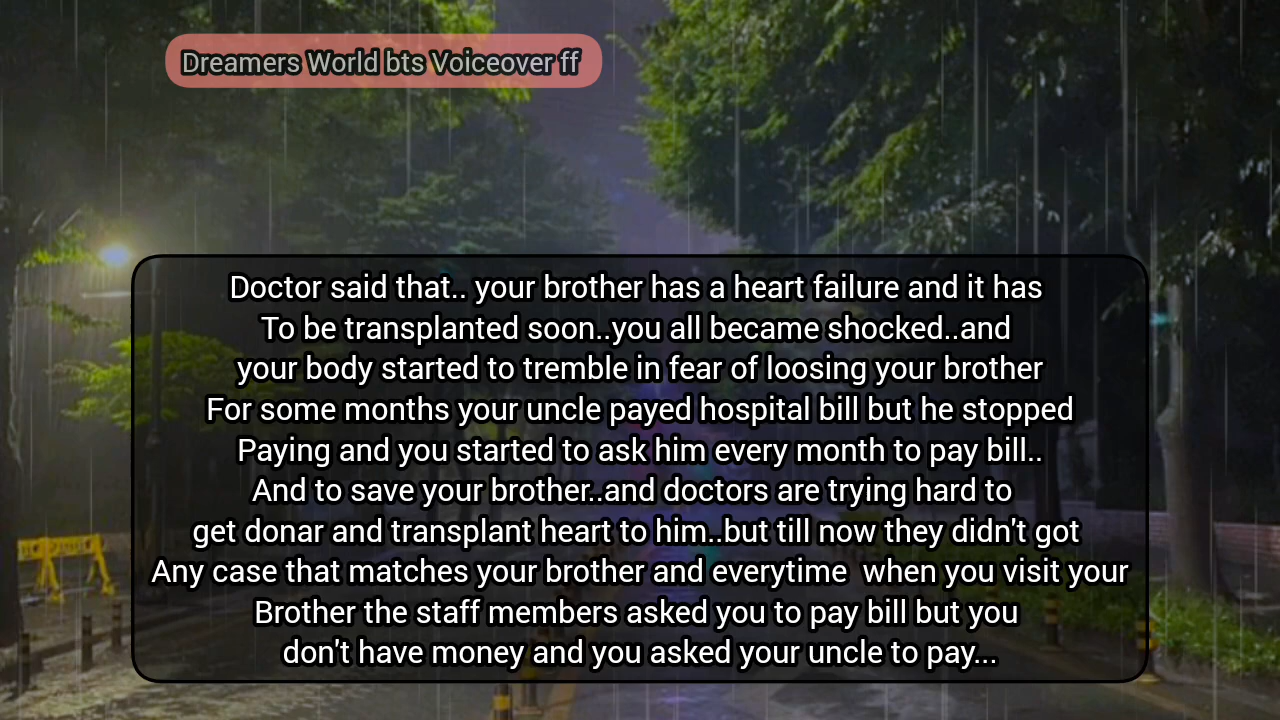 Dreamers World bts Voiceover ff
Doctor said that.. your brother has a heart failure and it has
To be transplanted soon..you all became shocked..and
your body started to tremble in fear of loosing your brother
For some months your uncle payed hospital bill but he stopped
Paying and you started to ask him every month to pay bill..
And to save your brother..and doctors are trying hard to
get donar and transplant heart to him..but till now they didn't got
Any case that matches your brother and everytime  when you visit your
Brother the staff members asked you to pay bill but you
don't have money and you asked your uncle to pay...